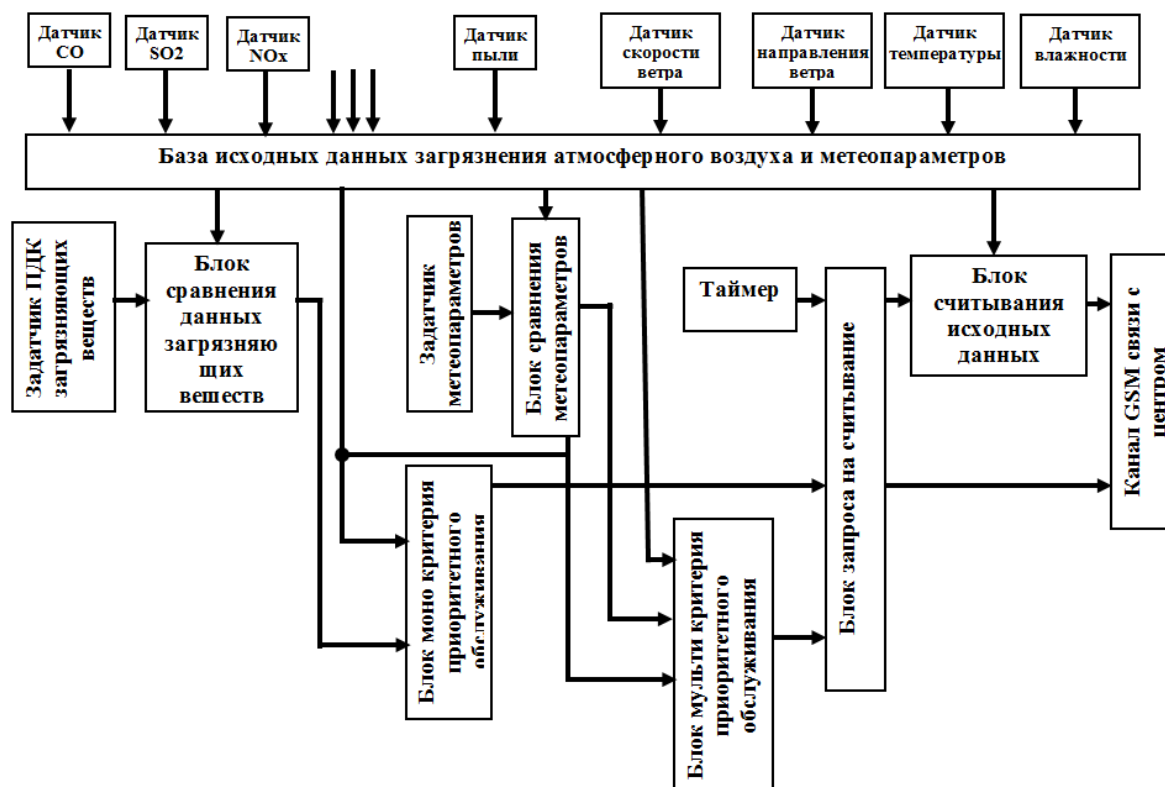 Датчик
CO
Датчик
SO2
Датчик
NOx
Датчик
пыли
Датчик
скорости
ветра
Датчик
направления
ветра
Датчик
температуры
Датчик
влажности
База исходных данных загрязнения атмосферного воздуха и метеопараметров
Задатчик ПДК
загрязняющих
веществ
Блок
сравнения
данных
загрязняю
щих
вешеств
Задатчик
метеопараметров
Блок сравнения
метеопараметров
Таймер
Блок запроса на считывание
Блок
считывания
исходных
данных
Канал GSM связи с
центром
Блок моно критерия
приоритетного
обслуживания
Блок мульти критерия
приоритетного
обслуживания